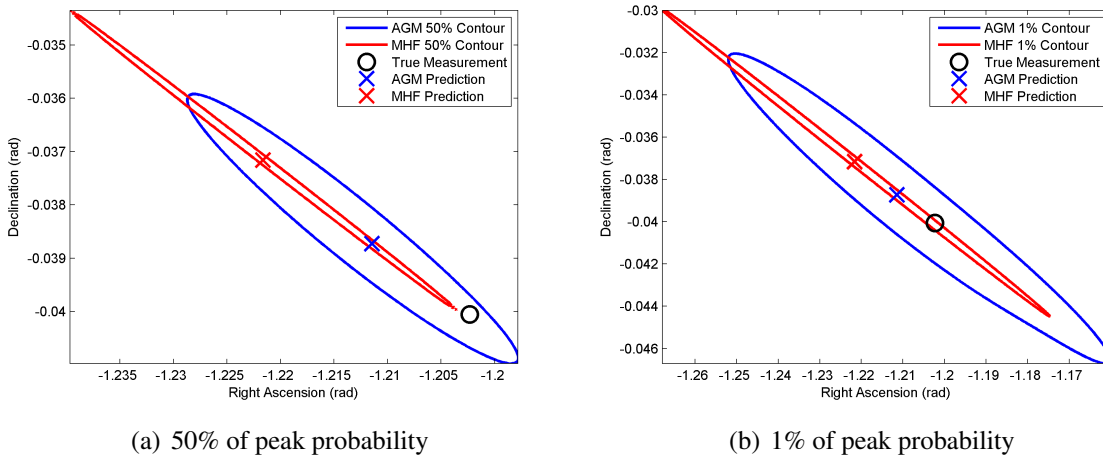 -0.035
-0.036
-0.037
-0.038
-0.039
-0.04
Declination (rad)
-1.235 -1.23 -1.225 -1.22 -1.215 -1.21 -1.205 -1.2
Right Ascension (rad)
AGM 50% Contour
MHF 50% Contour
True Measurement
AGM Prediction
MHF Prediction
(a) 50% of peak probability
-0.03
-0.032
-0.034
-0.036
-0.038
-0.04
-0.042
-0.044
-0.046
Declination (rad)
-1.26 -1.25 -1.24 -1.23 -1.22 -1.21 -1.2 -1.19 -1.18 -1.17
Right Ascension (rad)
AGM 1% Contour
MHF 1% Contour
True Measurement
AGM Prediction
MHF Prediction
(b) 1% of peak probability